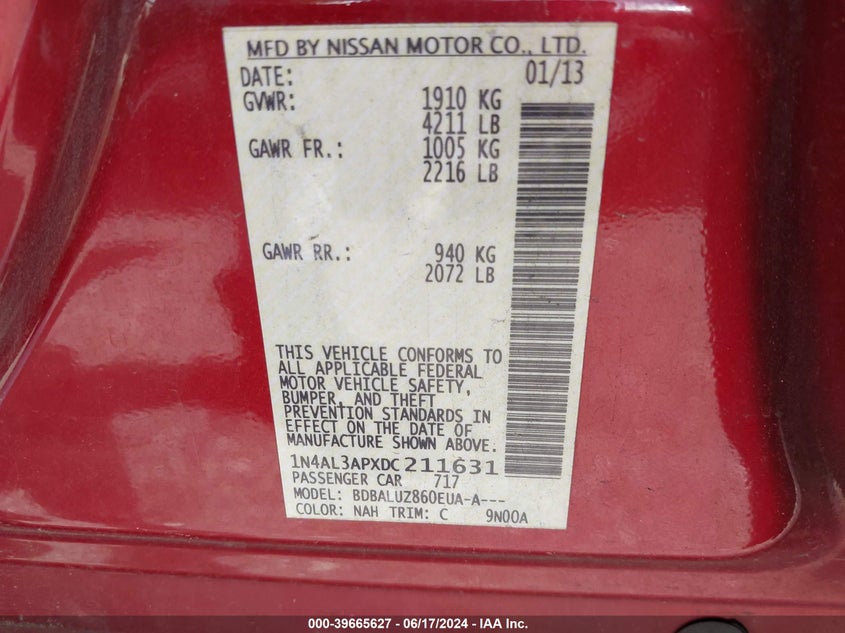 MFD BY NISSAN MOTOR CO., LTD.
DATE: 01/13
GVWR: 1910 KG
4211 LB
GAWR FR.: 1005 KG
2216 LB
GAWR RR.: 940 KG
2072 LB
THIS VEHICLE CONFORMS TO
ALL APPLICABLE FEDERAL
MOTOR VEHICLE SAFETY,
BUMPER, AND THEFT
PREVENTION STANDARDS IN
EFFECT ON THE DATE OF
MANUFACTURE SHOWN ABOVE.
1N4AL3APXDC211631
PASSENGER CAR 717
MODEL: BDBALUZ860EUA-A---
COLOR: NAH TRIM: C 9N00A
000-39665627 - 06/17/2024 - IAA Inc.